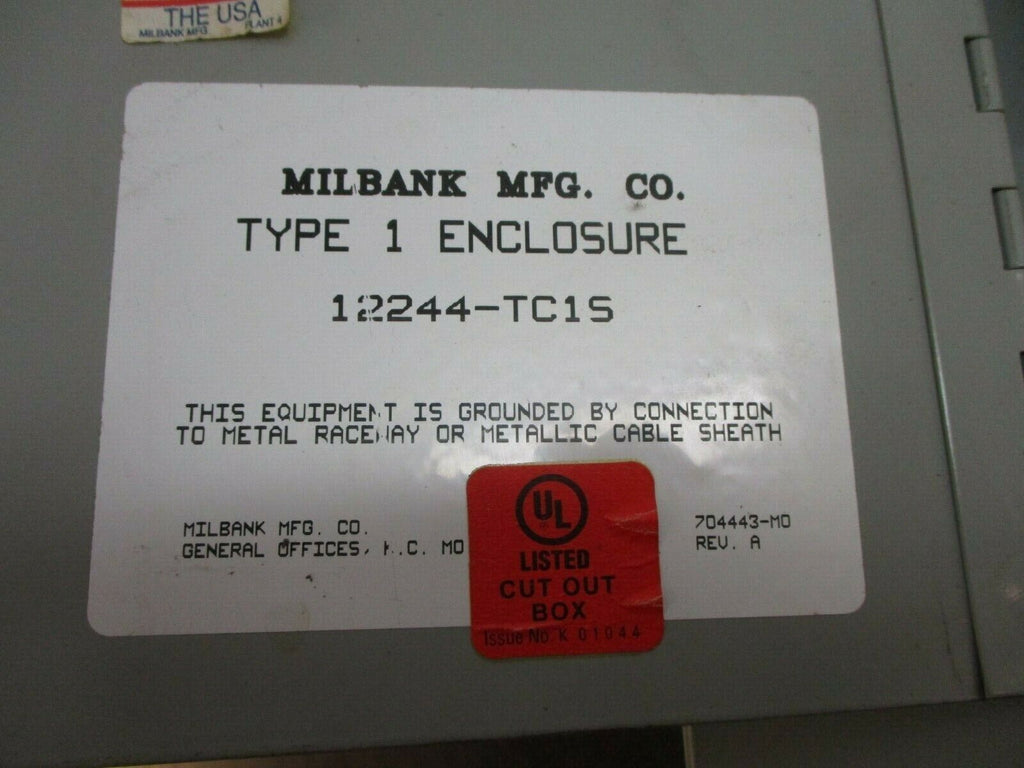 THE USA
MILBANK MFG. PLANT 4
MILBANK MFG. CO.
TYPE 1 ENCLOSURE
12244-TC1S
THIS EQUIPMENT IS GROUNDED BY CONNECTION
TO METAL RACEWAY OR METALLIC CABLE SHEATH
MILBANK MFG. CO.
GENERAL OFFICES, K.C. MO
UL
LISTED
CUT OUT
BOX
Issue No. K 01044
704443-MO
REV. A